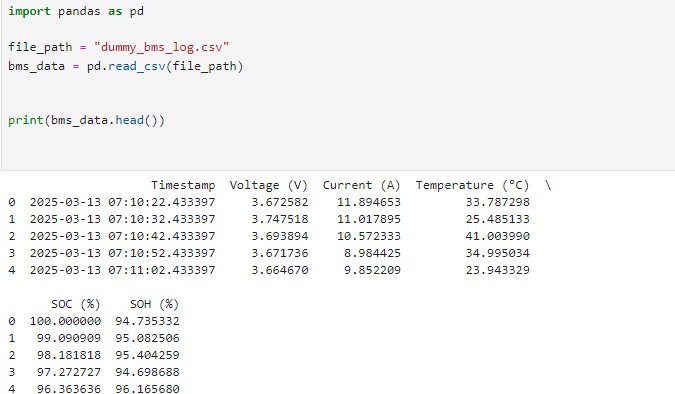 import pandas as pd
file_path = "dummy_bms_log.csv"
bms_data = pd.read_csv(file_path)
print(bms_data.head())
Timestamp Voltage (V) Current (A) Temperature (°C) \
0 2025-03-13 07:10:22.433397 3.672582 11.894653 33.787298
1 2025-03-13 07:10:32.433397 3.747518 11.017895 25.485133
2 2025-03-13 07:10:42.433397 3.693894 10.572333 41.003990
3 2025-03-13 07:10:52.433397 3.671736 8.984425 34.995034
4 2025-03-13 07:11:02.433397 3.664670 9.852209 23.943329
SOC (%) SOH (%)
0 100.000000 94.735332
1 99.090909 95.082506
2 98.181818 95.404259
3 97.272727 94.698688
4 96.363636 96.165680